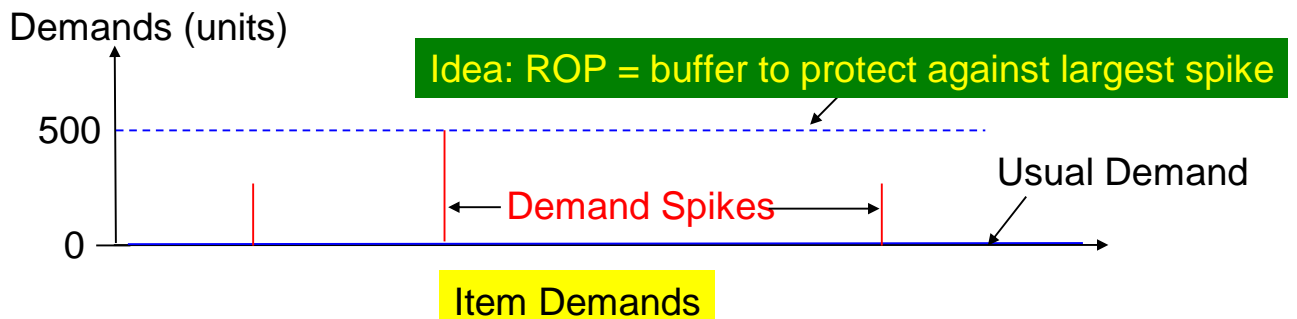 Demands (units)
Idea: ROP = buffer to protect against largest spike
500
Usual Demand
Demand Spikes
0
Item Demands